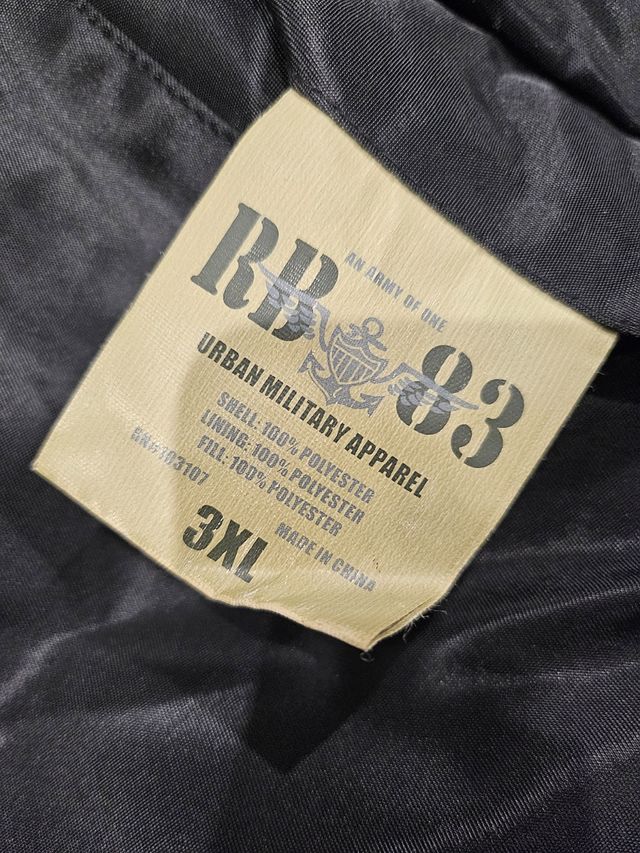 AN ARMY OF ONE
RB 83
URBAN MILITARY APPAREL
SHELL: 100% POLYESTER
LINING: 100% POLYESTER
FILL: 100% POLYESTER
3XL
MADE IN CHINA